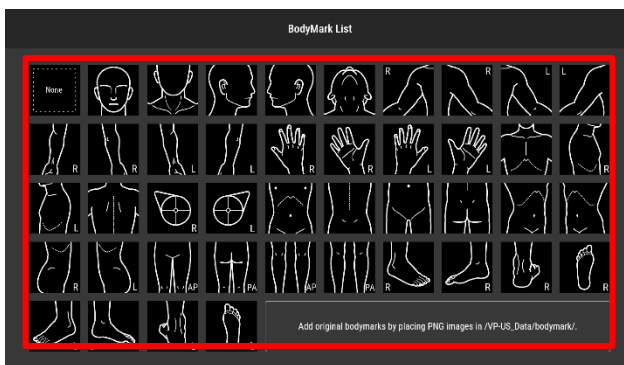 BodyMark List
None
R R L L
R R L L R R L L R
L R L
R L AP PA AP PA R R R R
Add original bodymarks by placing PNG images in /VP-US_Data/bodymark/.